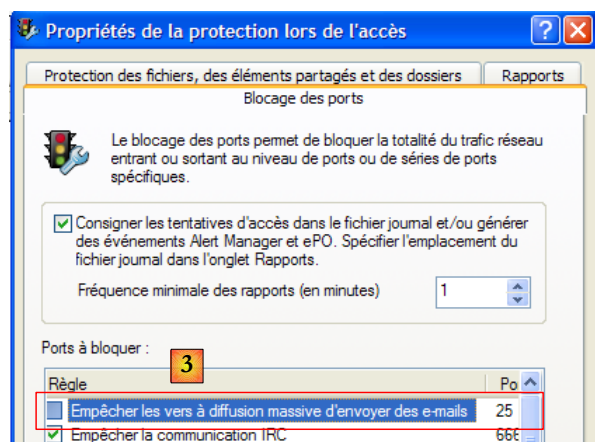 Propriétés de la protection lors de l'accès
Protection des fichiers, des éléments partagés et des dossiers
Rapports
Blocage des ports
Le blocage des ports permet de bloquer la totalité du trafic réseau
entrant ou sortant au niveau de ports ou de séries de ports
spécifiques.
Consigner les tentatives d'accès dans le fichier journal et/ou générer
des événements Alert Manager et ePO. Spécifier l'emplacement du
fichier journal dans l'onglet Rapports.
Fréquence minimale des rapports (en minutes) 1
Ports à bloquer :
3
Règle Po
Empêcher les vers à diffusion massive d'envoyer des e-mails 25
Empêcher la communication IRC 666